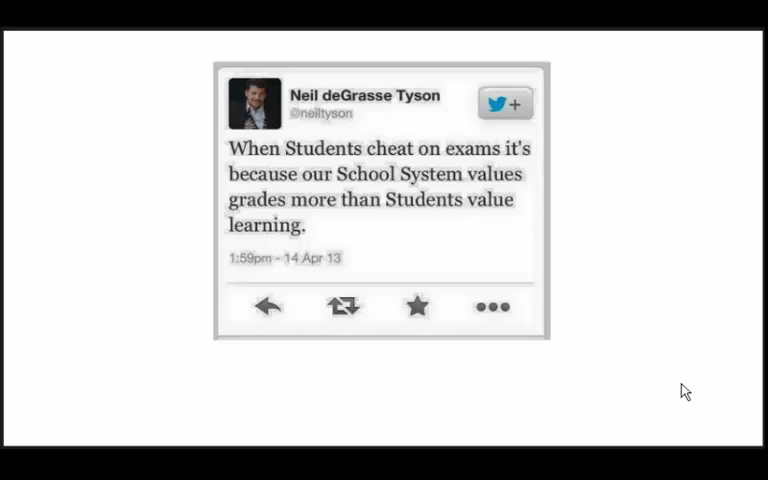 Neil deGrasse Tyson
@neiltyson
When Students cheat on exams it's
because our School System values
grades more than Students value
learning.
1:59pm - 14 Apr 13